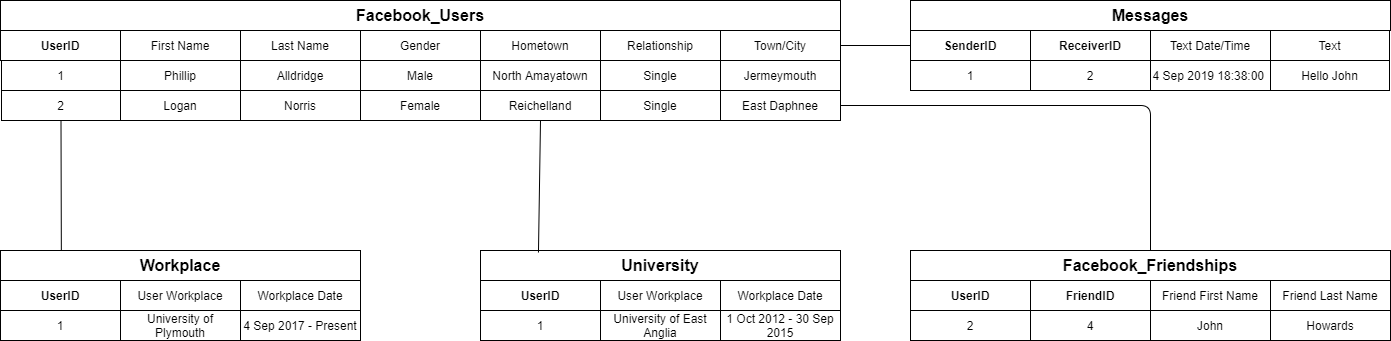 Facebook_Users
UserID First Name Last Name Gender Hometown Relationship Town/City
1 Phillip Alldridge Male North Amayatown Single Jermeymouth
2 Logan Norris Female Reichelland Single East Daphnee
Messages
SenderID ReceiverID Text Date/Time Text
1 2 4 Sep 2019 18:38:00 Hello John
Workplace
UserID User Workplace Workplace Date
1 University of Plymouth 4 Sep 2017 - Present
University
UserID User Workplace Workplace Date
1 University of East Anglia 1 Oct 2012 - 30 Sep 2015
Facebook_Friendships
UserID FriendID Friend First Name Friend Last Name
2 4 John Howards